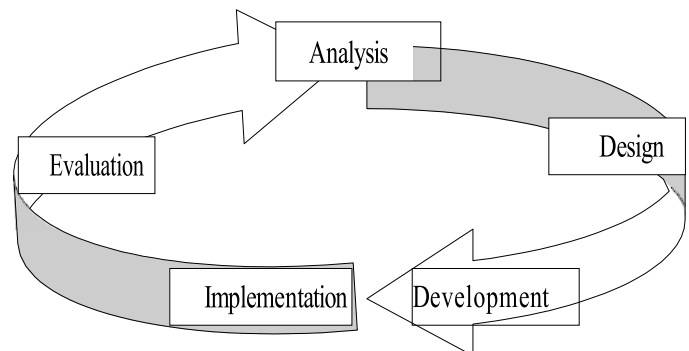 Analysis
Design
Evaluation
Implementation
Development